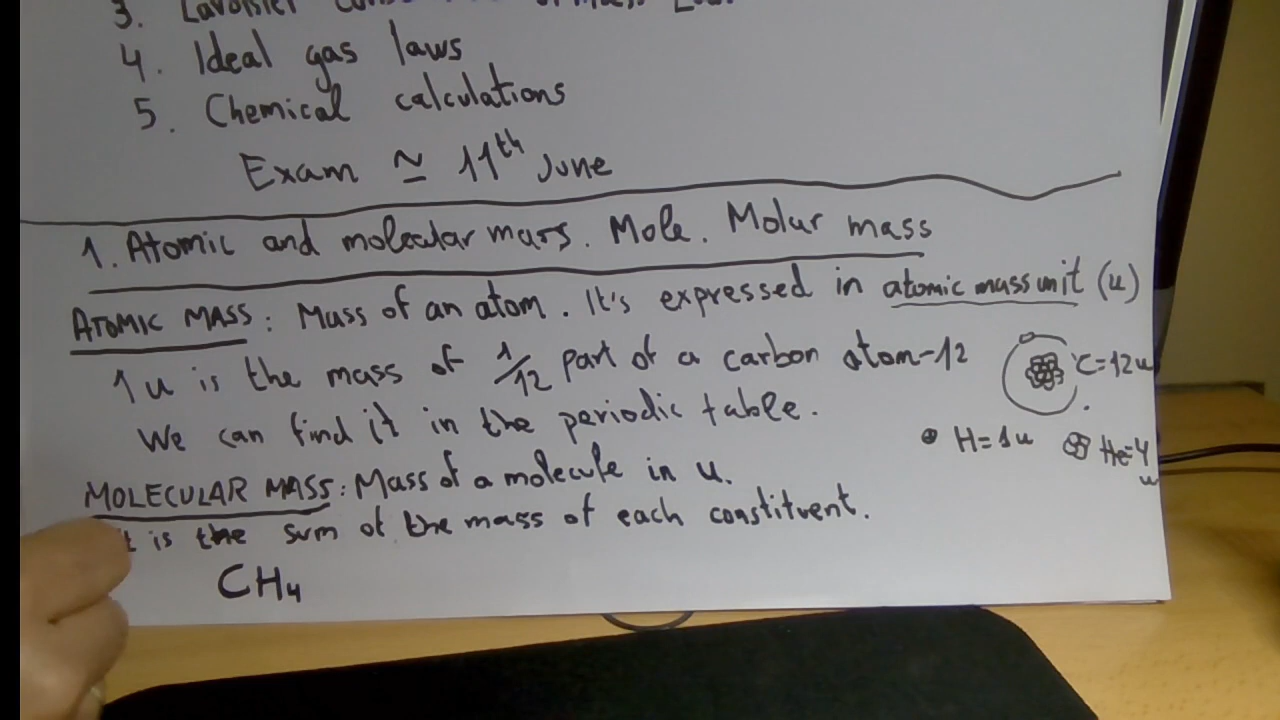 3. Lavoisier
4. Ideal gas laws
5. Chemical calculations
Exam ≃ 11th June
1. Atomic and molecular mass. Mole. Molar mass
ATOMIC MASS: Mass of an atom. It's expressed in atomic mass unit (u)
1u is the mass of 1/12 part of a carbon atom-12
C=12u
We can find it in the periodic table.
H=1u
He=4u
MOLECULAR MASS: Mass of a molecule in u.
is the sum of the mass of each constituent.
CH4